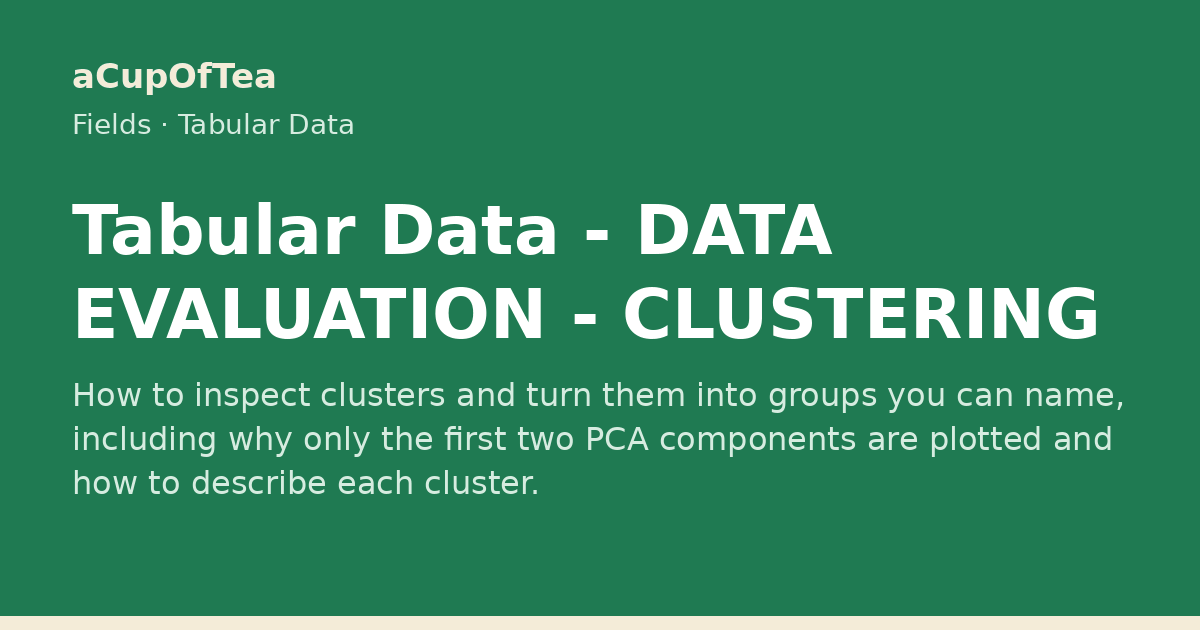 aCupOfTea
Fields · Tabular Data
Tabular Data - DATA
EVALUATION - CLUSTERING
How to inspect clusters and turn them into groups you can name,
including why only the first two PCA components are plotted and
how to describe each cluster.